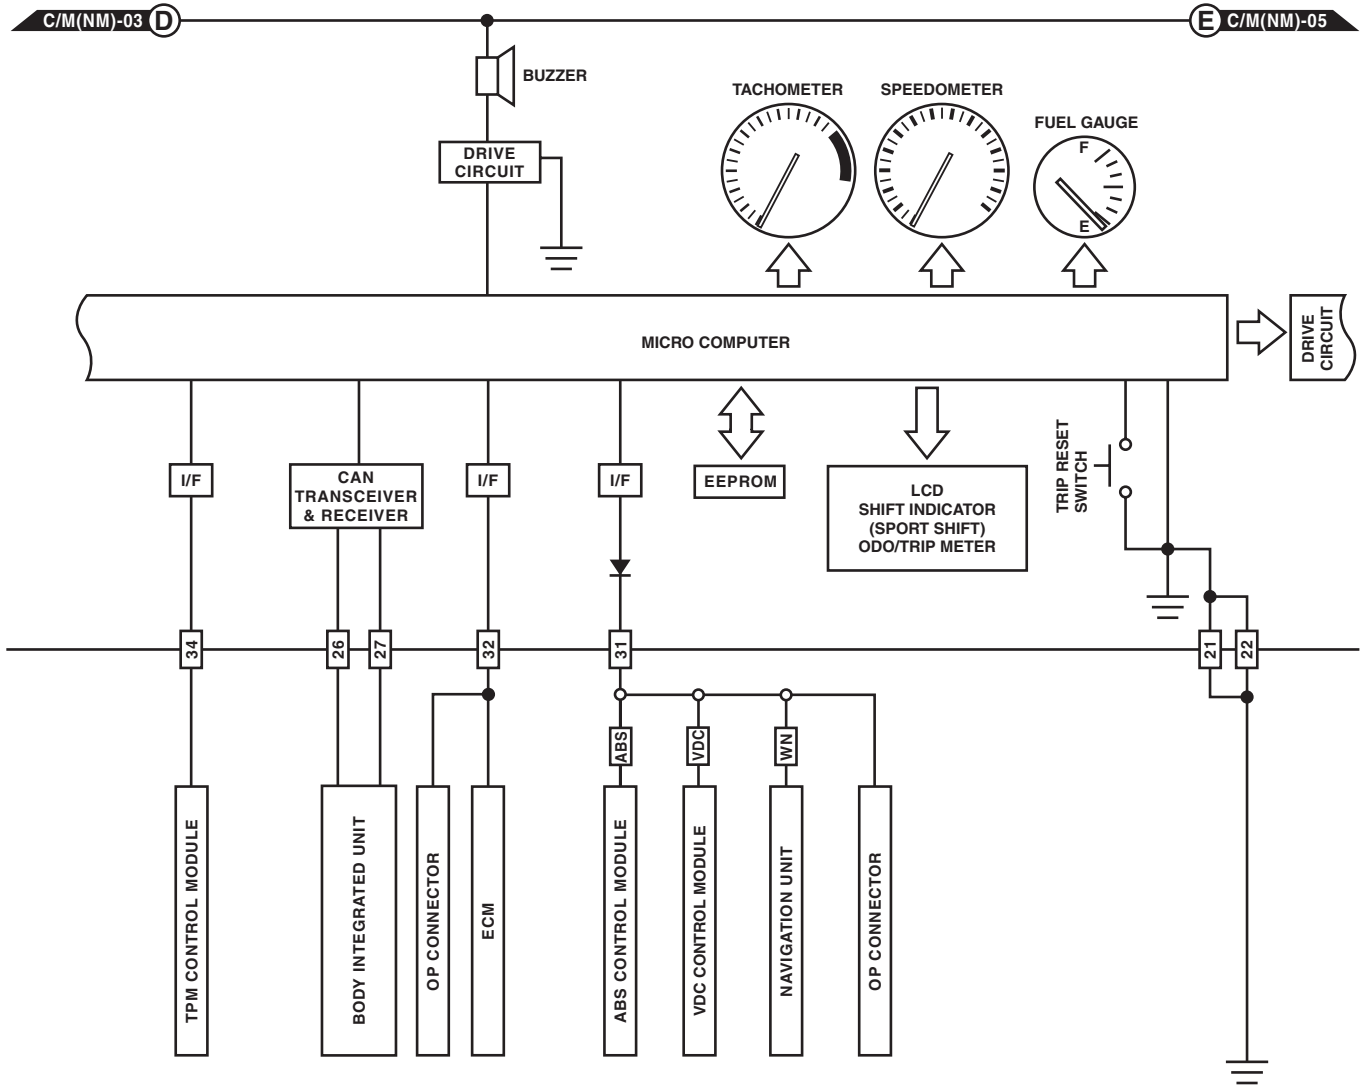 C/M(NM)-03 D
E C/M(NM)-05
BUZZER
DRIVE
CIRCUIT
TACHOMETER
SPEEDOMETER
FUEL GAUGE
F
E
MICRO COMPUTER
DRIVE
CIRCUIT
I/F
CAN
TRANSCEIVER
& RECEIVER
I/F
I/F
EEPROM
LCD
SHIFT INDICATOR
(SPORT SHIFT)
ODO/TRIP METER
TRIP RESET
SWITCH
34
26
27
32
31
21
22
ABS
VDC
WN
TPM CONTROL MODULE
BODY INTEGRATED UNIT
OP CONNECTOR
ECM
ABS CONTROL MODULE
VDC CONTROL MODULE
NAVIGATION UNIT
OP CONNECTOR